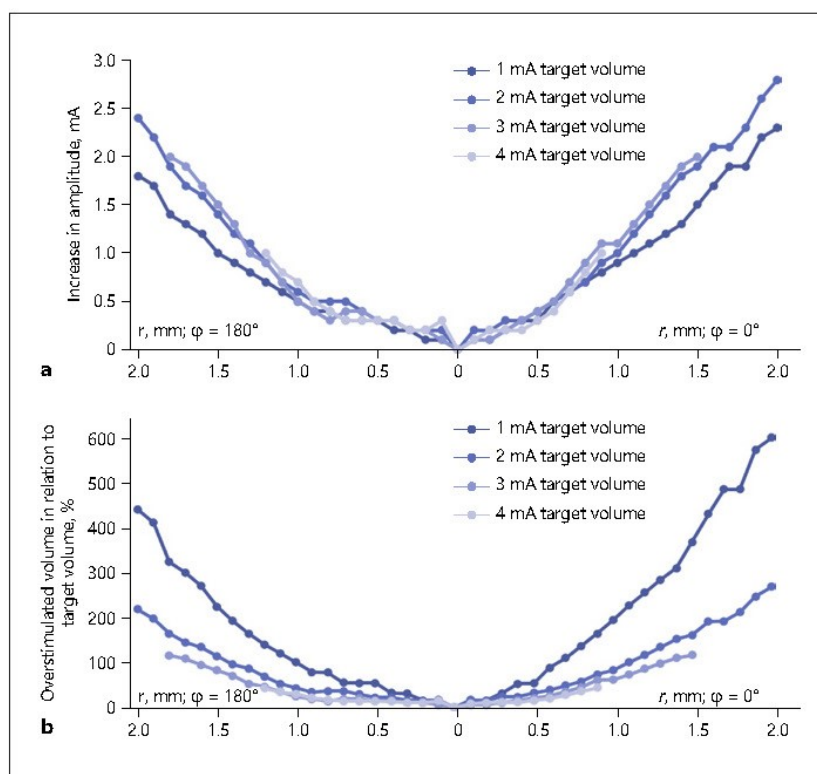 3.0
2.5
2.0
1.5
1.0
0.5
0
Increase in amplitude, mA
1 mA target volume
2 mA target volume
3 mA target volume
4 mA target volume
r, mm; φ = 180°
r, mm; φ = 0°
a
2.0 1.5 1.0 0.5 0 0.5 1.0 1.5 2.0
600
500
400
300
200
100
0
Overstimulated volume in relation to
target volume, %
1 mA target volume
2 mA target volume
3 mA target volume
4 mA target volume
r, mm; φ = 180°
r, mm; φ = 0°
b
2.0 1.5 1.0 0.5 0 0.5 1.0 1.5 2.0